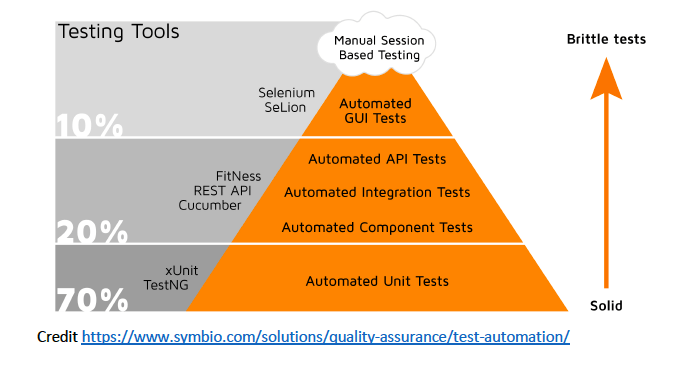 Testing Tools
Manual Session
Based Testing
Brittle tests
Selenium
SeLion
Automated
GUI Tests
10%
Automated API Tests
FitNess
REST API
Cucumber
Automated Integration Tests
Automated Component Tests
20%
xUnit
TestNG
Automated Unit Tests
70%
Solid
Credit https://www.symbio.com/solutions/quality-assurance/test-automation/